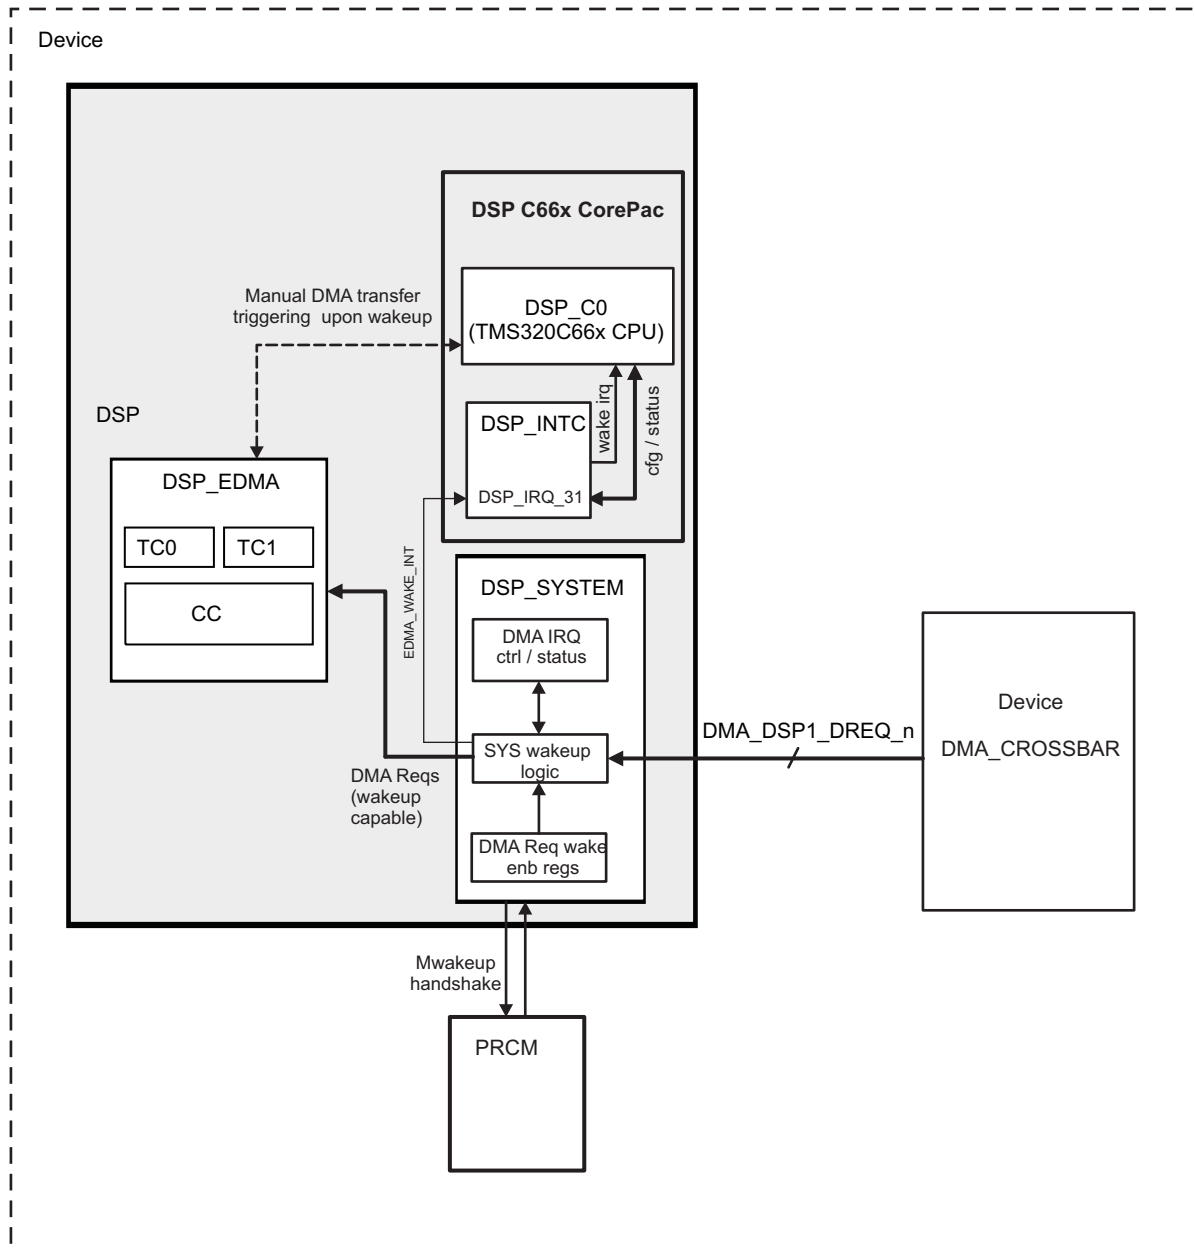 Device
DSP C66x CorePac
DSP_C0
(TMS320C66x CPU)
Manual DMA transfer
triggering upon wakeup
wake irq
cfg / status
DSP
DSP_INTC
DSP_IRQ_31
DSP_EDMA
TC0
TC1
CC
EDMA_WAKE_INT
DSP_SYSTEM
DMA IRQ
ctrl / status
SYS wakeup
logic
DMA Reqs
(wakeup
capable)
DMA Req wake
enb regs
DMA_DSP1_DREQ_n
Device
DMA_CROSSBAR
Mwakeup
handshake
PRCM